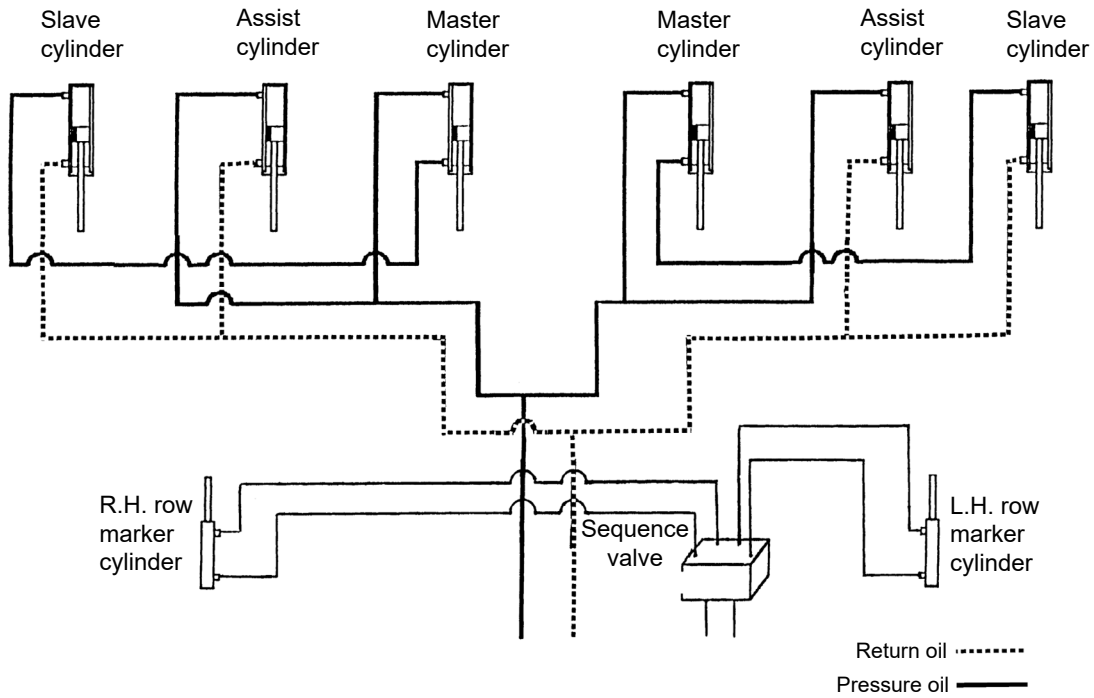 Slave
cylinder
Assist
cylinder
Master
cylinder
Master
cylinder
Assist
cylinder
Slave
cylinder
R.H. row
marker
cylinder
Sequence
valve
L.H. row
marker
cylinder
Return oil
Pressure oil